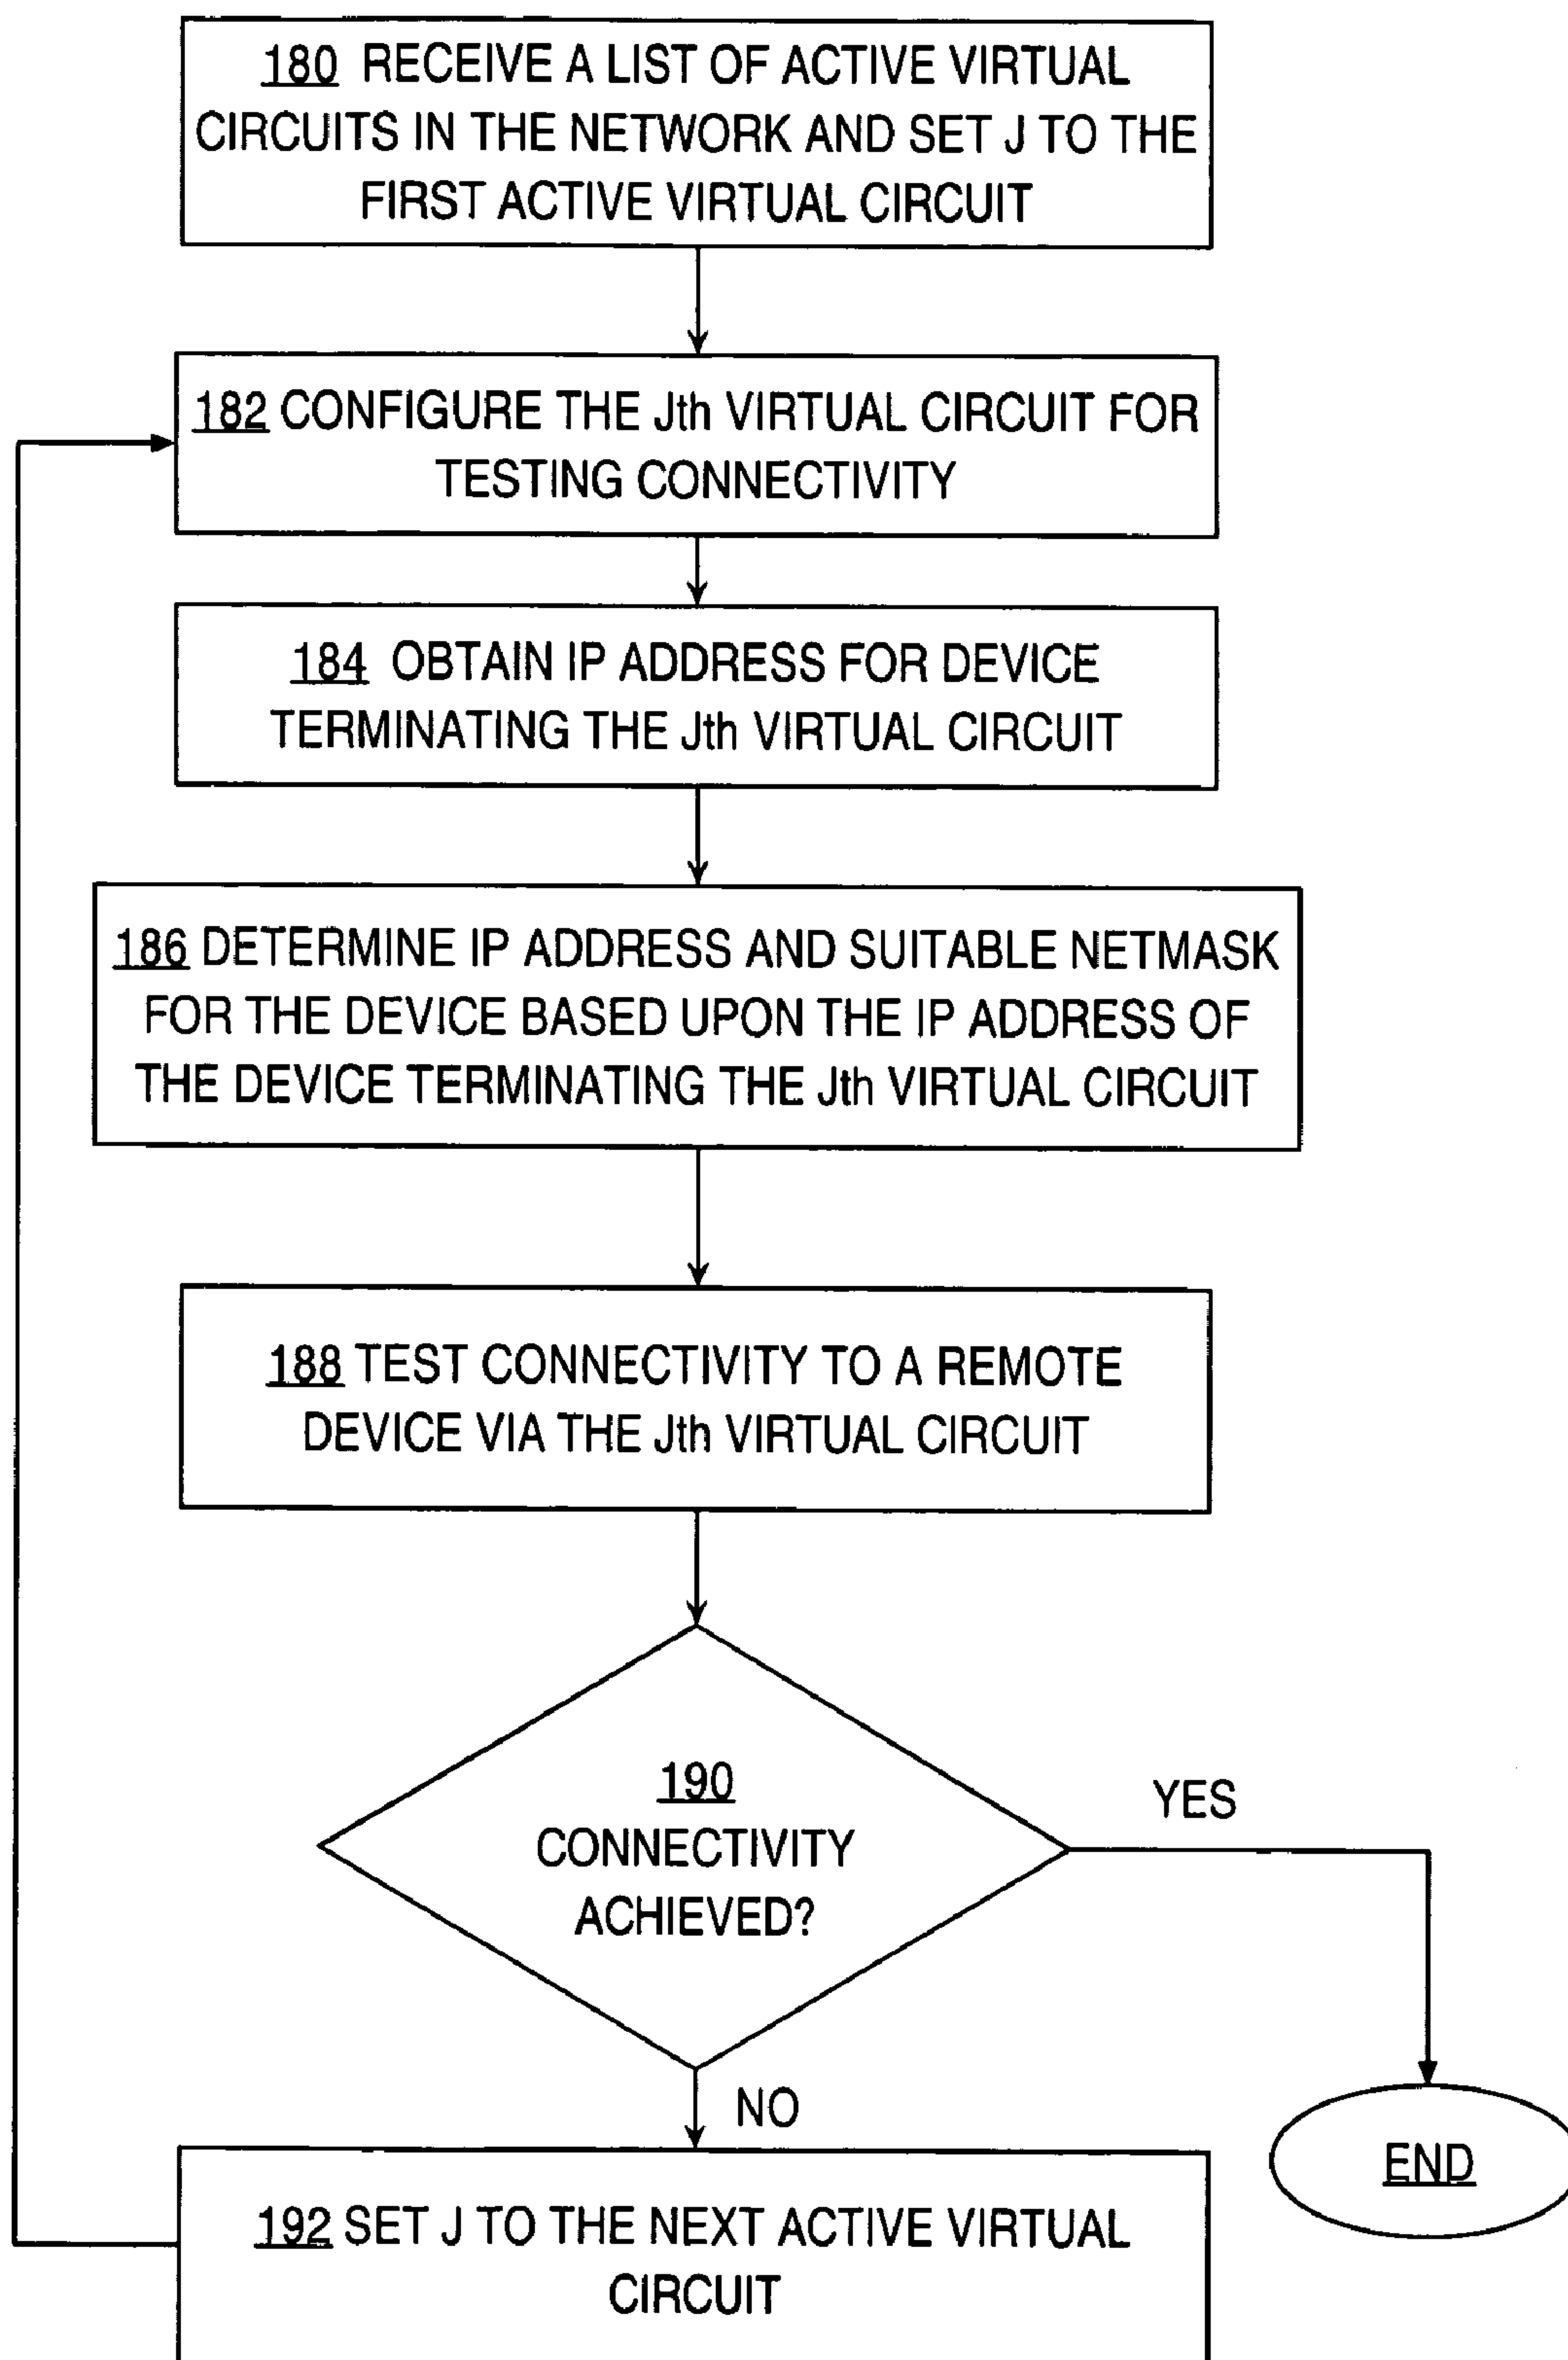 180 RECEIVE A LIST OF ACTIVE VIRTUAL
CIRCUITS IN THE NETWORK AND SET J TO THE
FIRST ACTIVE VIRTUAL CIRCUIT
182 CONFIGURE THE Jth VIRTUAL CIRCUIT FOR
TESTING CONNECTIVITY
184 OBTAIN IP ADDRESS FOR DEVICE
TERMINATING THE Jth VIRTUAL CIRCUIT
186 DETERMINE IP ADDRESS AND SUITABLE NETMASK
FOR THE DEVICE BASED UPON THE IP ADDRESS OF
THE DEVICE TERMINATING THE Jth VIRTUAL CIRCUIT
188 TEST CONNECTIVITY TO A REMOTE
DEVICE VIA THE Jth VIRTUAL CIRCUIT
190
CONNECTIVITY
ACHIEVED?
YES
NO
END
192 SET J TO THE NEXT ACTIVE VIRTUAL
CIRCUIT